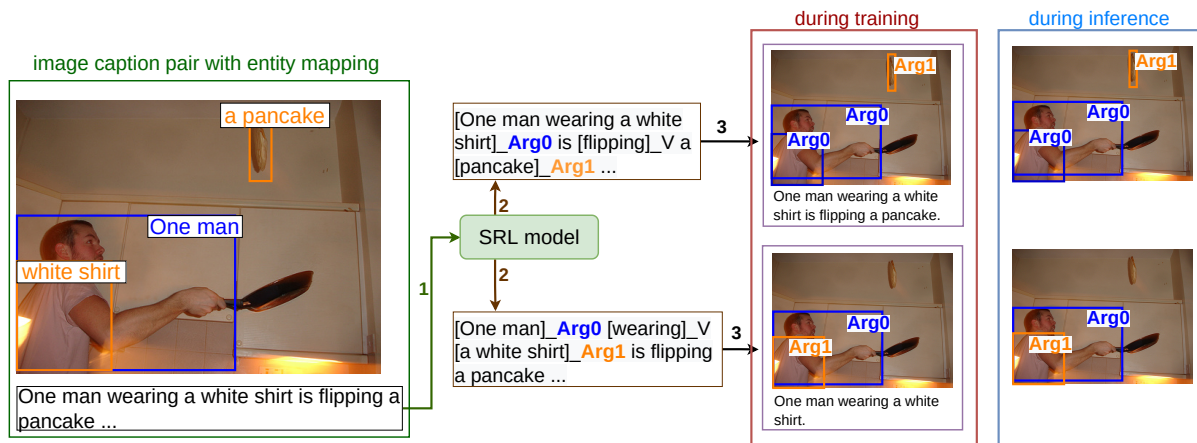 image caption pair with entity mapping
a pancake
One man
white shirt
One man wearing a white shirt is flipping a
pancake ...
1
2
SRL model
2
[One man wearing a white
shirt]_Arg0 is [flipping]_V a
[pancake]_Arg1 ...
[One man]_Arg0 [wearing]_V
[a white shirt]_Arg1 is flipping
a pancake ...
3
3
during training
Arg1
Arg0
Arg0
One man wearing a white
shirt is flipping a pancake.
Arg0
Arg1
One man wearing a white
shirt.
during inference
Arg1
Arg0
Arg0
Arg0
Arg1